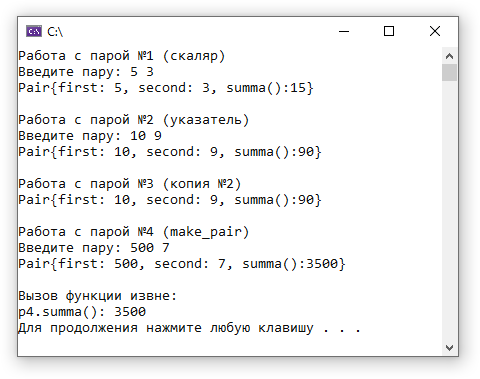 C:\
Работа с парой №1 (скаляр)
Введите пару: 5 3
Pair{first: 5, second: 3, summa():15}
Работа с парой №2 (указатель)
Введите пару: 10 9
Pair{first: 10, second: 9, summa():90}
Работа с парой №3 (копия №2)
Pair{first: 10, second: 9, summa():90}
Работа с парой №4 (make_pair)
Введите пару: 500 7
Pair{first: 500, second: 7, summa():3500}
Вызов функции извне:
p4.summa(): 3500
Для продолжения нажмите любую клавишу . . .